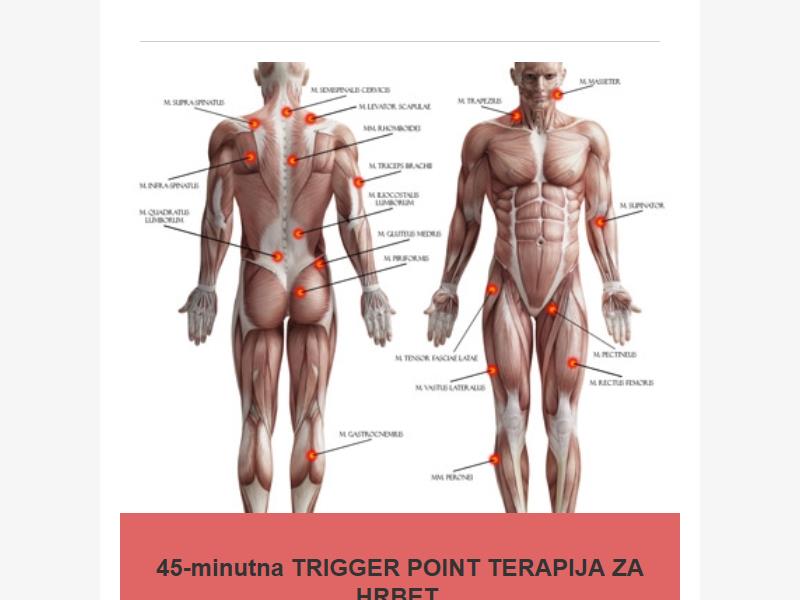 M. SEMISPINALIS CERVICIS
M. SUPRA-SPINATUS
M. LEVATOR SCAPULAE
MM. RHOMBOIDEI
M. TRICEPS BRACHII
M. INFRA-SPINATUS
M. ILIOCOSTALIS
LUMBORUM
M. QUADRATUS
LUMBORUM
M. GLUTEUS MEDIUS
M. PIRIFORMIS
M. GASTROCNEMIUS
M. MASSETER
M. TRAPEZIUS
M. SUPINATOR
M. TENSOR FASCIAE LATAE
M. PECTINEUS
M. VASTUS LATERALIS
M. RECTUS FEMORIS
MM. PERONEI
45-minutna TRIGGER POINT TERAPIJA ZA
HRBET